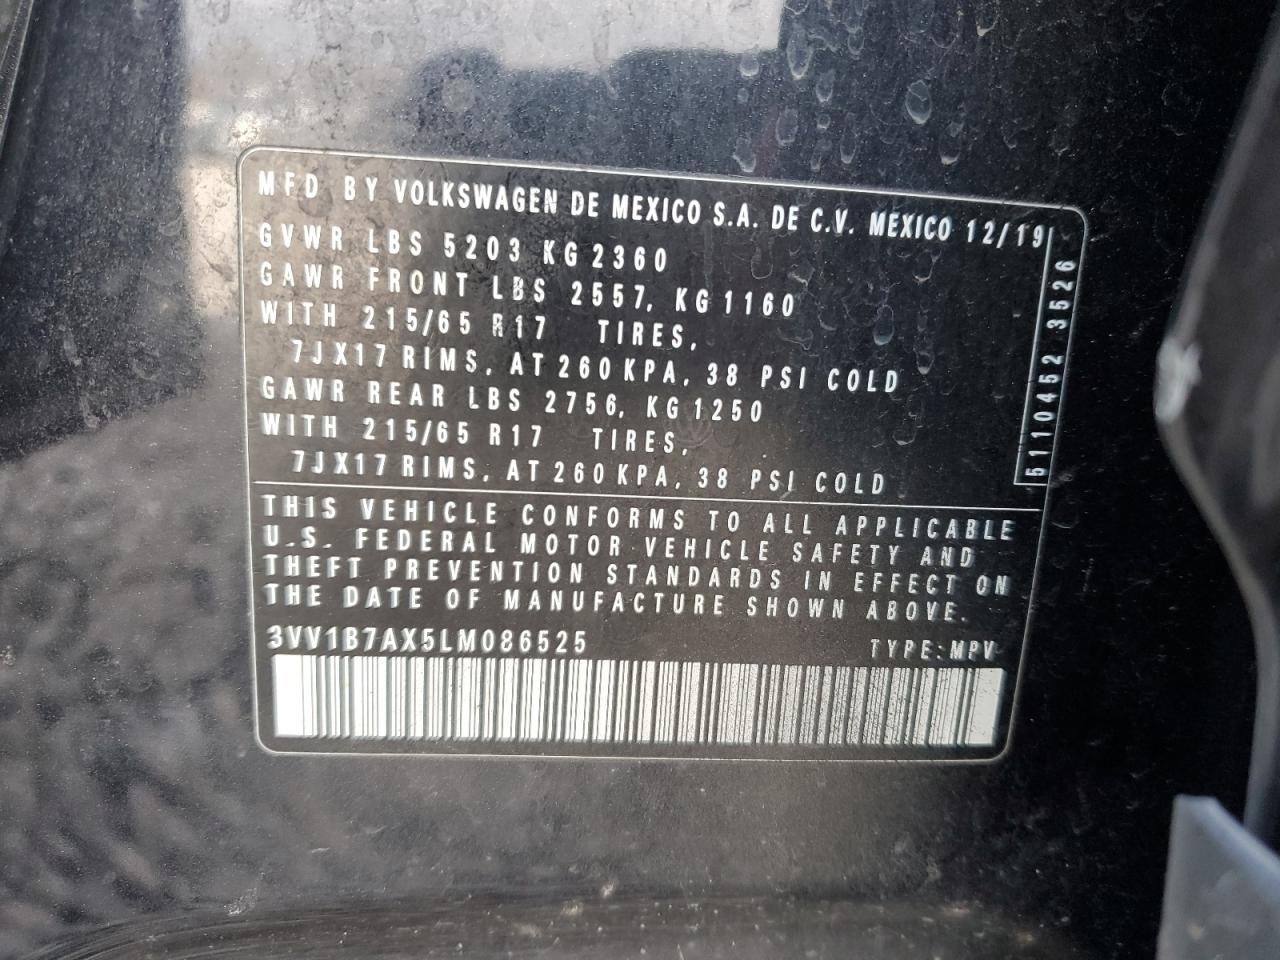 MFD BY VOLKSWAGEN DE MEXICO S.A. DE C.V. MEXICO 12/19
GVWR LBS 5203 KG 2360
GAWR FRONT LBS 2557, KG 1160
WITH 215/65 R17 TIRES,
7JX17 RIMS, AT 260 KPA, 38 PSI COLD
GAWR REAR LBS 2756, KG 1250
WITH 215/65 R17 TIRES,
7JX17 RIMS, AT 260 KPA, 38 PSI COLD
5110452 3526
THIS VEHICLE CONFORMS TO ALL APPLICABLE
U.S. FEDERAL MOTOR VEHICLE SAFETY AND
THEFT PREVENTION STANDARDS IN EFFECT ON
THE DATE OF MANUFACTURE SHOWN ABOVE.
3VV1B7AX5LM086525 TYPE:MPV